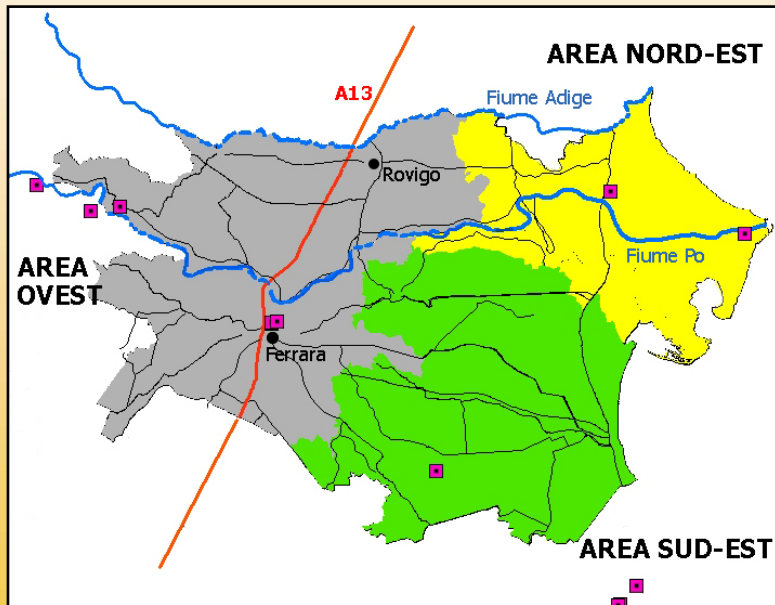 AREA NORD-EST
A13
Fiume Adige
Rovigo
AREA
OVEST
Fiume Po
Ferrara
AREA SUD-EST